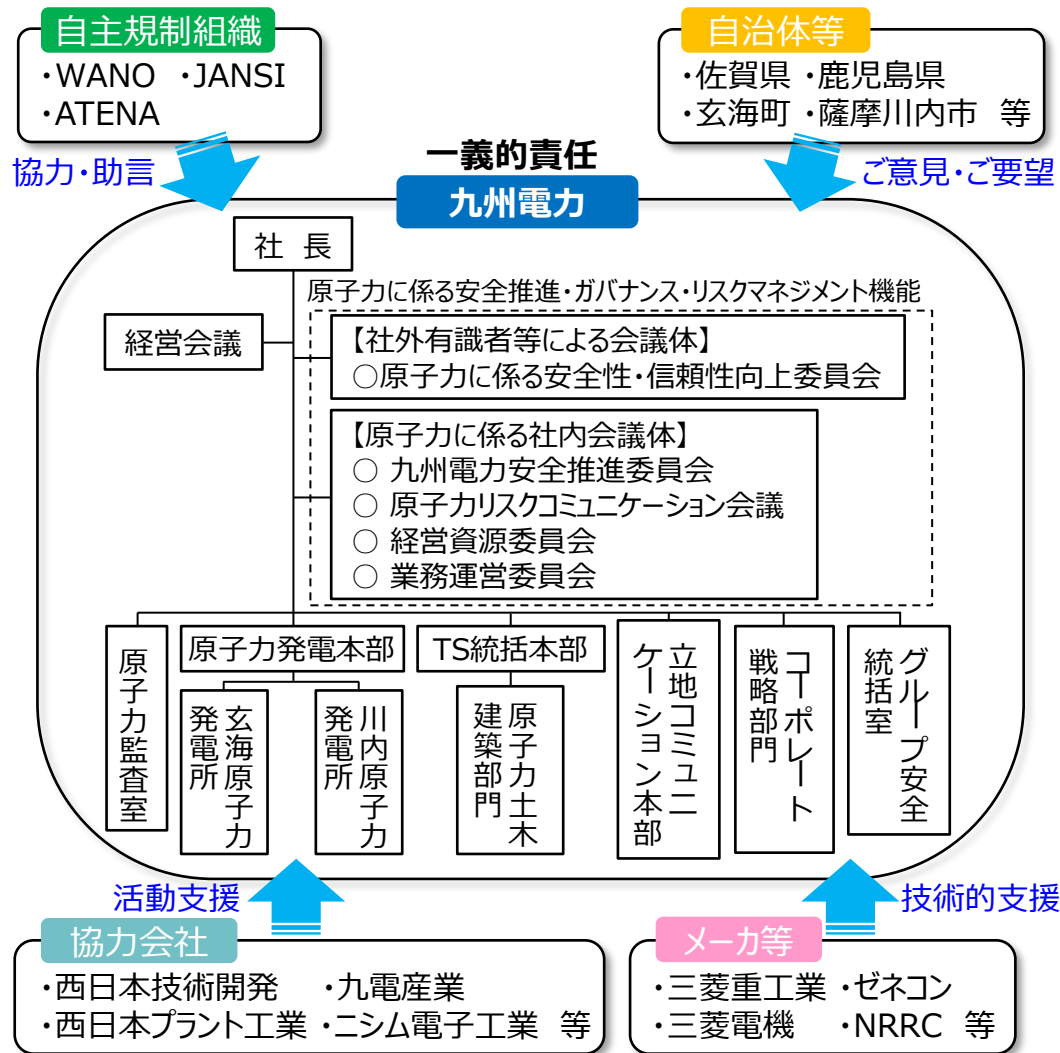 自主規制組織
・WANO ・JANSI
・ATENA
協力・助言
自治体等
・佐賀県 ・鹿児島県
・玄海町 ・薩摩川内市 等
ご意見・ご要望
一義的責任
九州電力
社 長
経営会議
原子力に係る安全推進・ガバナンス・リスクマネジメント機能
【社外有識者等による会議体】
○原子力に係る安全性・信頼性向上委員会
【原子力に係る社内会議体】
○ 九州電力安全推進委員会
○ 原子力リスクコミュニケーション会議
○ 経営資源委員会
○ 業務運営委員会
原子力監査室
原子力発電本部
玄海原子力
発電所
川内原子力
発電所
TS統括本部
原子力土木
建築部門
立地コミュニ
ケーション本部
コーポレート
戦略部門
グループ安全
統括室
活動支援
協力会社
・西日本技術開発 ・九電産業
・西日本プラント工業 ・ニシム電子工業 等
技術的支援
メーカ等
・三菱重工業 ・ゼネコン
・三菱電機 ・NRRC 等